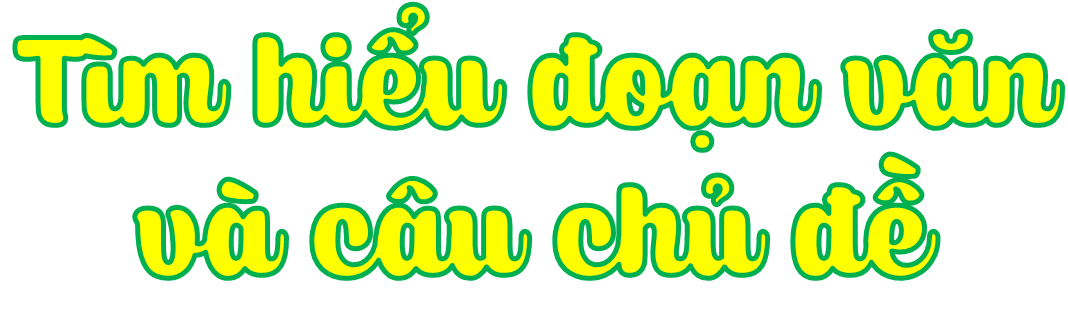 Tìm hiểu đoạn văn
và câu chủ đề